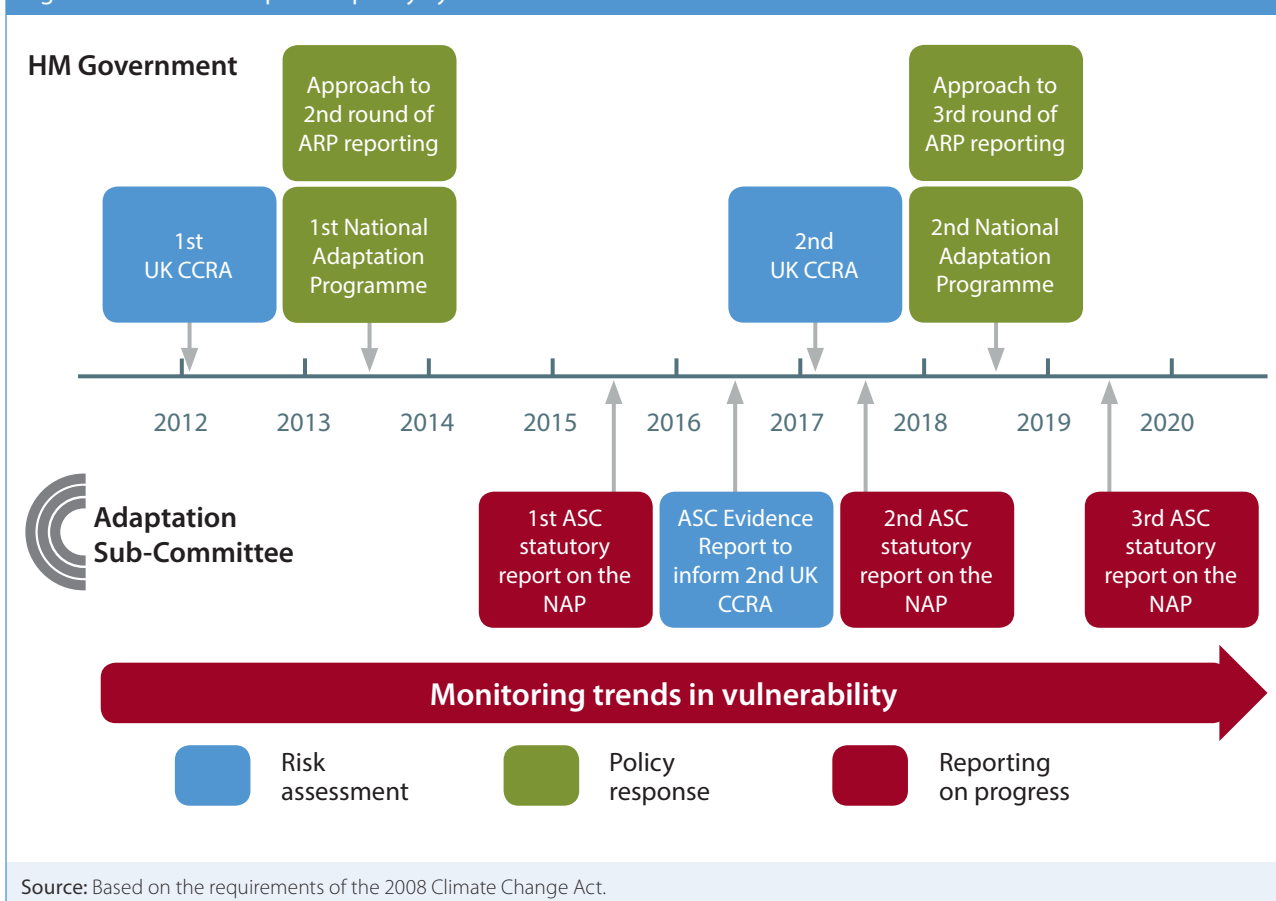 HM Government
Approach to
2nd round of
ARP reporting
Approach to
3rd round of
ARP reporting
1st
UK CCRA
1st National
Adaptation
Programme
2nd
UK CCRA
2nd National
Adaptation
Programme
2012
2013
2014
2015
2016
2017
2018
2019
2020
Adaptation
Sub-Committee
1st ASC
statutory
report on the
NAP
ASC Evidence
Report to
inform 2nd UK
CCRA
2nd ASC
statutory
report on the
NAP
3rd ASC
statutory
report on the
NAP
Monitoring trends in vulnerability
Risk
assessment
Policy
response
Reporting
on progress
Source: Based on the requirements of the 2008 Climate Change Act.